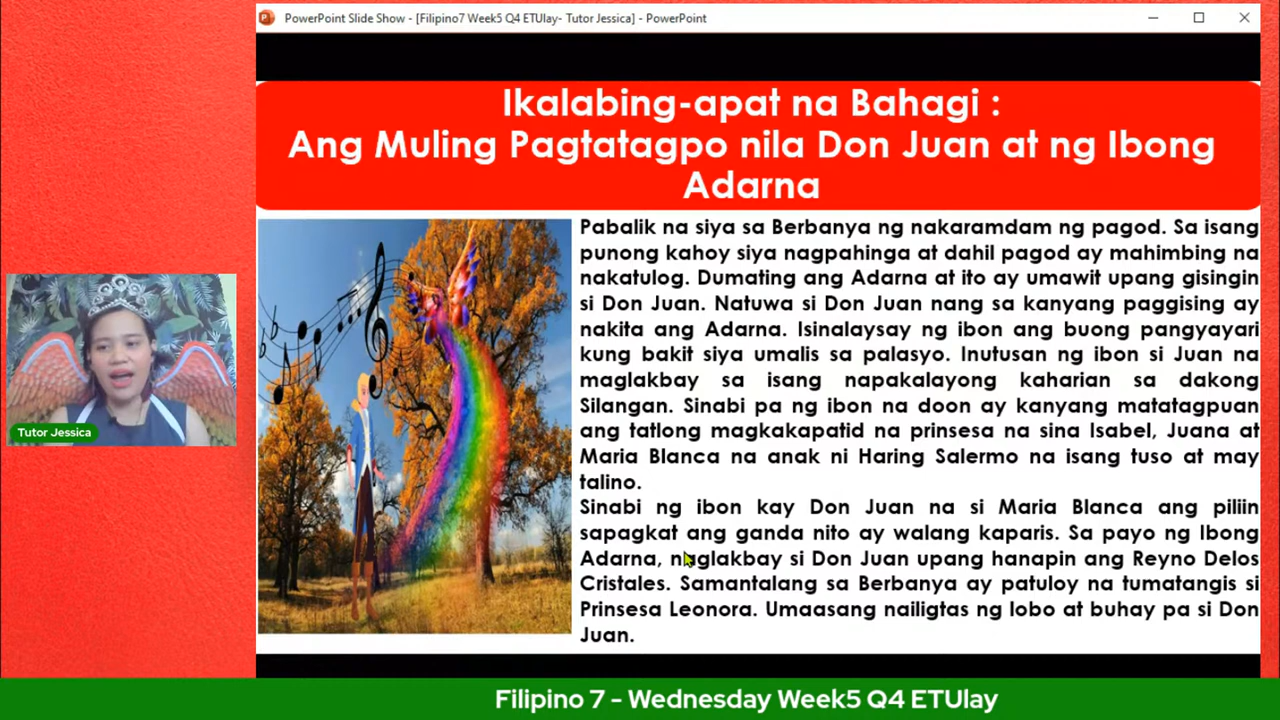 PowerPoint Slide Show - [Filipino7 Week5 Q4 ETUlay- Tutor Jessica] - PowerPoint
Ikalabing-apat na Bahagi :
Ang Muling Pagtatagpo nila Don Juan at ng Ibong
Adarna
Pabalik na siya sa Berbanya ng nakaramdam ng pagod. Sa isang
punong kahoy siya nagpahinga at dahil pagod ay mahimbing na
nakatulog. Dumating ang Adarna at ito ay umawit upang gisingin
si Don Juan. Natuwa si Don Juan nang sa kanyang paggising ay
nakita ang Adarna. Isinalaysay ng ibon ang buong pangyayari
kung bakit siya umalis sa palasyo. Inutusan ng ibon si Juan na
maglakbay sa isang napakalayong kaharian sa dakong
Silangan. Sinabi pa ng ibon na doon ay kanyang matatagpuan
ang tatlong magkakapatid na prinsesa na sina Isabel, Juana at
Maria Blanca na anak ni Haring Salermo na isang tuso at may
talino.
Sinabi ng ibon kay Don Juan na si Maria Blanca ang piliin
sapagkat ang ganda nito ay walang kaparis. Sa payo ng Ibong
Adarna, naglakbay si Don Juan upang hanapin ang Reyno Delos
Cristales. Samantalang sa Berbanya ay patuloy na tumatangis si
Prinsesa Leonora. Umaasang nailigtas ng lobo at buhay pa si Don
Juan.
Tutor Jessica
Filipino 7 - Wednesday Week5 Q4 ETUlay